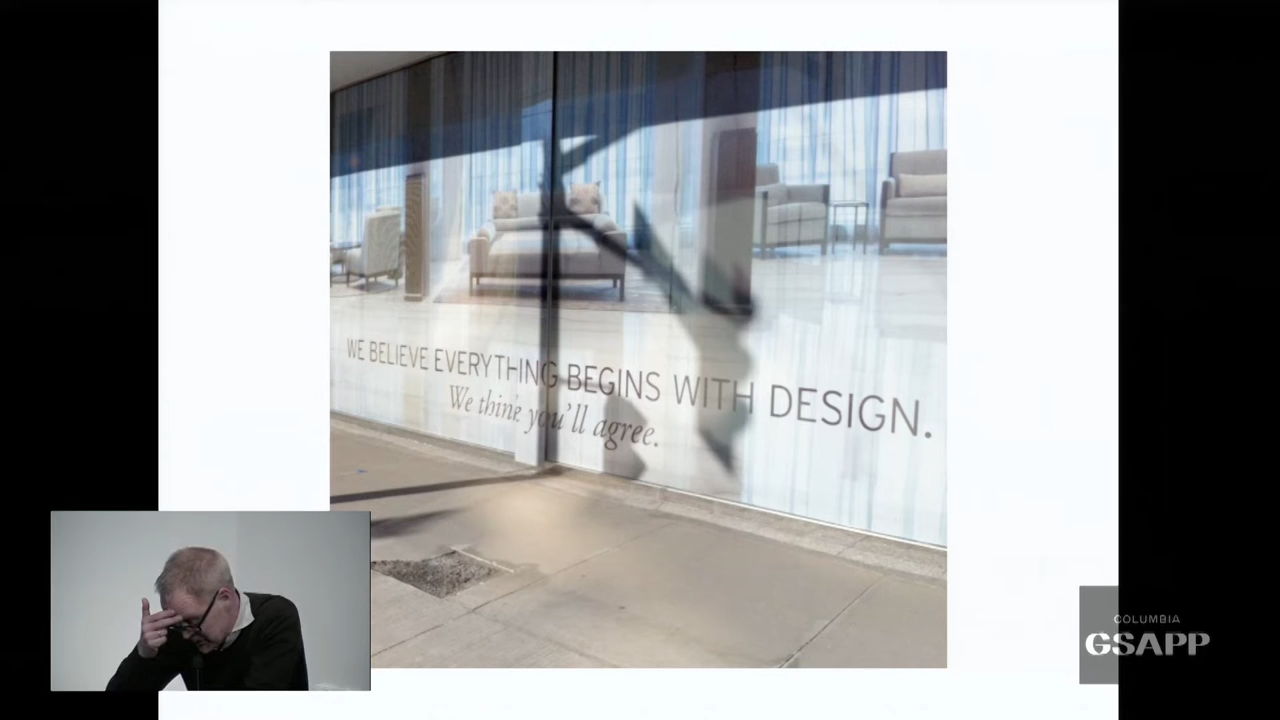 WE BELIEVE EVERYTHING BEGINS WITH DESIGN.
We think you'll agree.
COLUMBIA
GSAPP